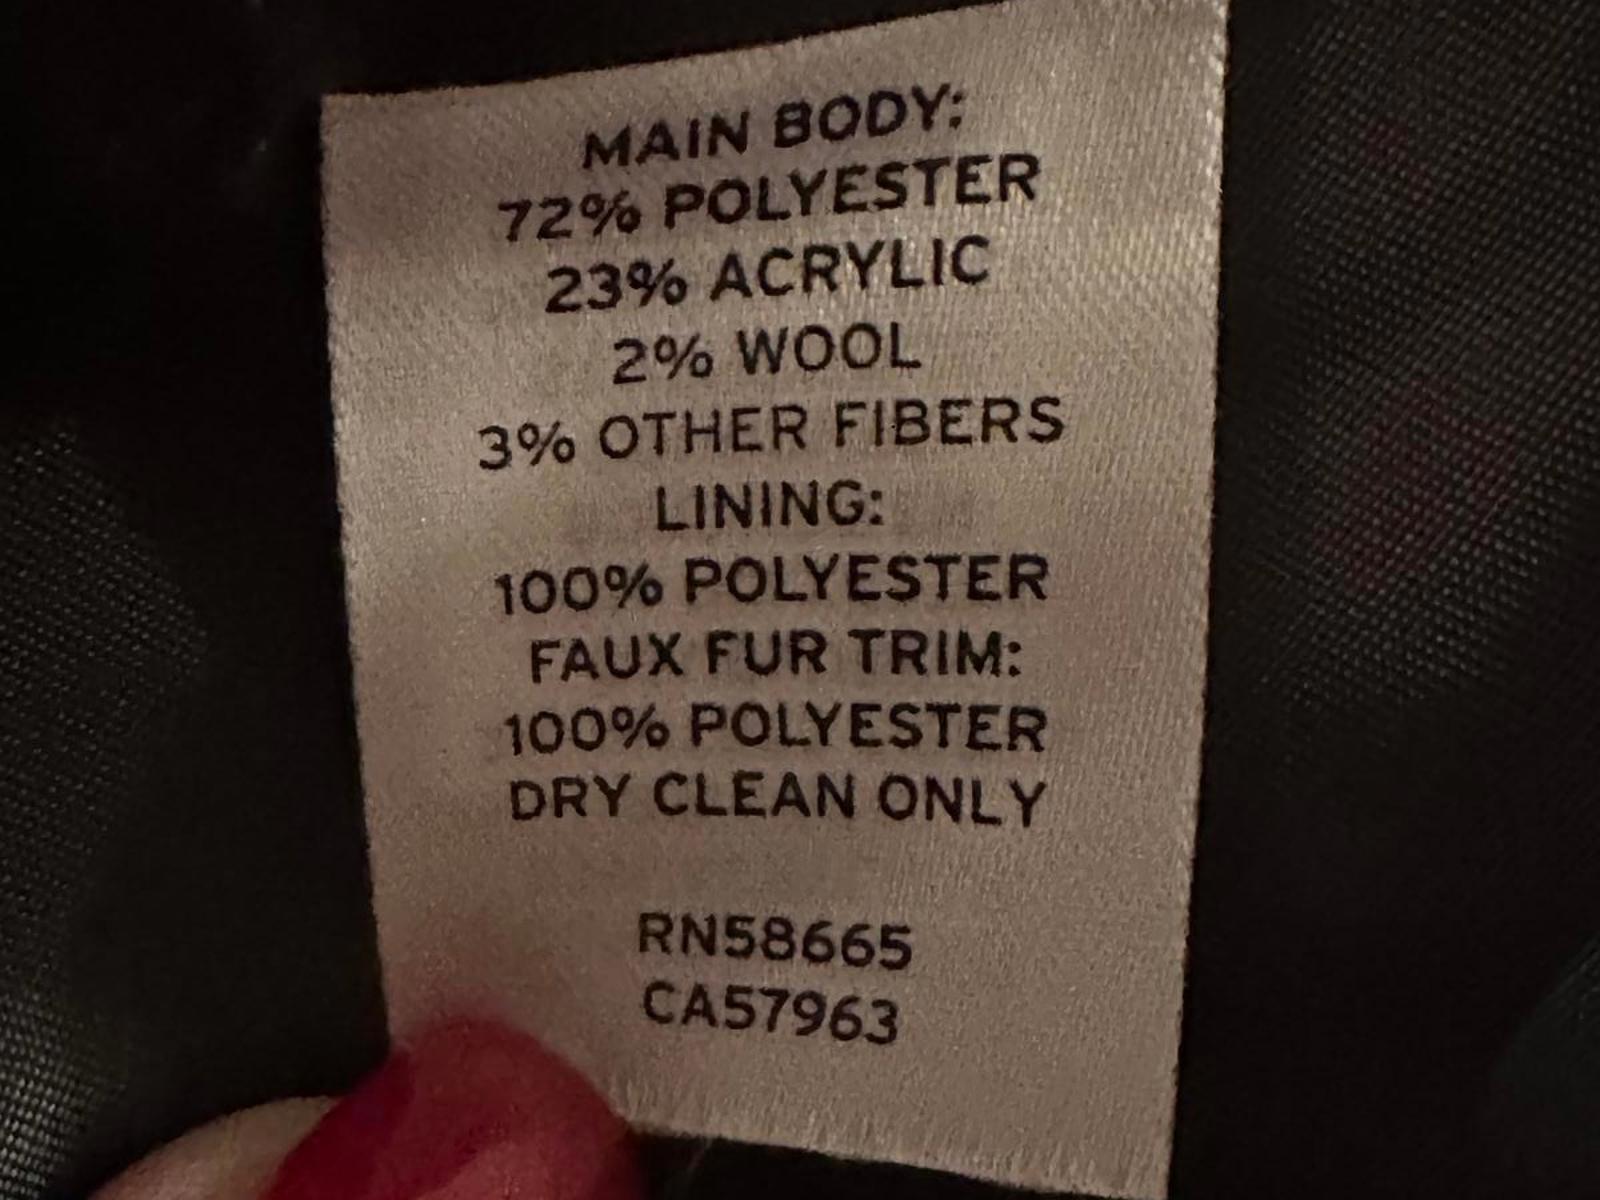 MAIN BODY:
72% POLYESTER
23% ACRYLIC
2% WOOL
3% OTHER FIBERS
LINING:
100% POLYESTER
FAUX FUR TRIM:
100% POLYESTER
DRY CLEAN ONLY
RN58665
CA57963